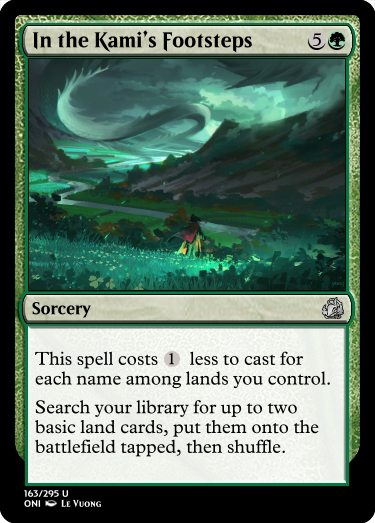 In the Kami's Footsteps 5
Sorcery
This spell costs 1 less to cast for
each name among lands you control.
Search your library for up to two
basic land cards, put them onto the
battlefield tapped, then shuffle.
163/295 U
ONI Le Vuong